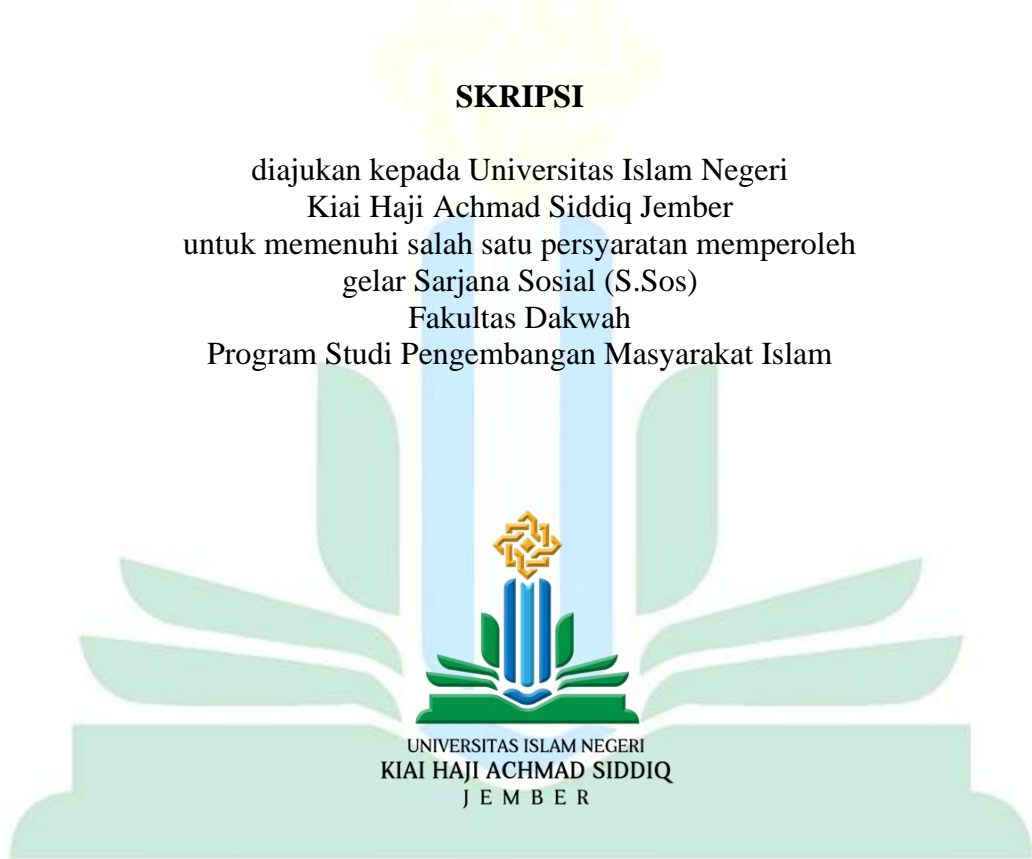 SKRIPSI
diajukan kepada Universitas Islam Negeri
Kiai Haji Achmad Siddiq Jember
untuk memenuhi salah satu persyaratan memperoleh
gelar Sarjana Sosial (S.Sos)
Fakultas Dakwah
Program Studi Pengembangan Masyarakat Islam
UNIVERSITAS ISLAM NEGERI
KIAI HAJI ACHMAD SIDDIQ
JEMBER